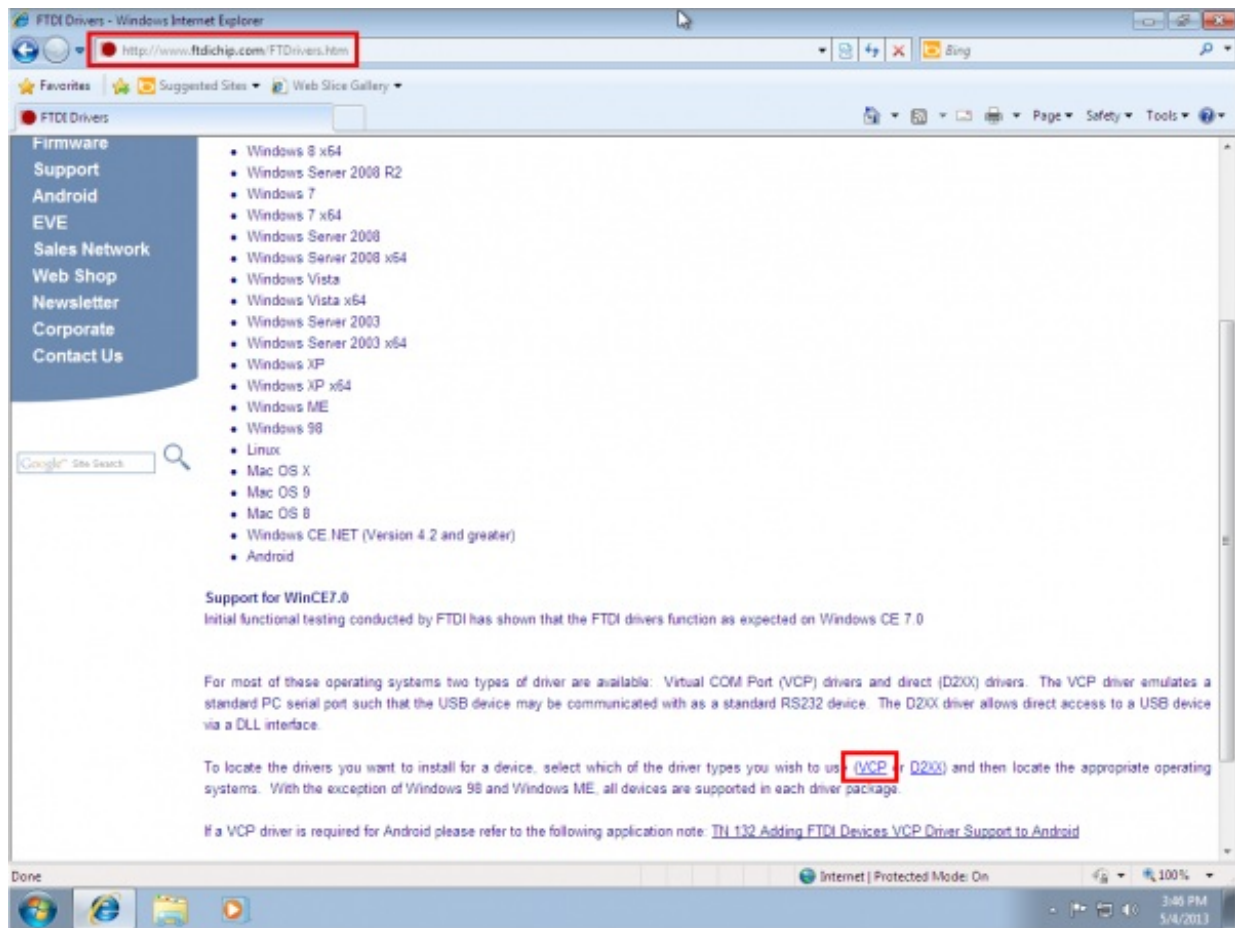 FTDI Drivers - Windows Internet Explorer
http://www.ftdichip.com/FTDrivers.htm
Bing
Favorites Suggested Sites Web Slice Gallery
FTDI Drivers
Page Safety Tools
Firmware
Support
Android
EVE
Sales Network
Web Shop
Newsletter
Corporate
Contact Us
Google™ Site Search
Windows 8 x64
Windows Server 2008 R2
Windows 7
Windows 7 x64
Windows Server 2008
Windows Server 2008 x64
Windows Vista
Windows Vista x64
Windows Server 2003
Windows Server 2003 x64
Windows XP
Windows XP x64
Windows ME
Windows 98
Linux
Mac OS X
Mac OS 9
Mac OS 8
Windows CE.NET (Version 4.2 and greater)
Android
Support for WinCE7.0
Initial functional testing conducted by FTDI has shown that the FTDI drivers function as expected on Windows CE 7.0
For most of these operating systems two types of driver are available: Virtual COM Port (VCP) drivers and direct (D2XX) drivers. The VCP driver emulates a
standard PC serial port such that the USB device may be communicated with as a standard RS232 device. The D2XX driver allows direct access to a USB device
via a DLL interface.
To locate the drivers you want to install for a device, select which of the driver types you wish to us (VCP or D2XX) and then locate the appropriate operating
systems. With the exception of Windows 98 and Windows ME, all devices are supported in each driver package.
If a VCP driver is required for Android please refer to the following application note: TN_132 Adding FTDI Devices VCP Driver Support to Android
Done
Internet | Protected Mode: On
100%
3:46 PM
5/4/2013